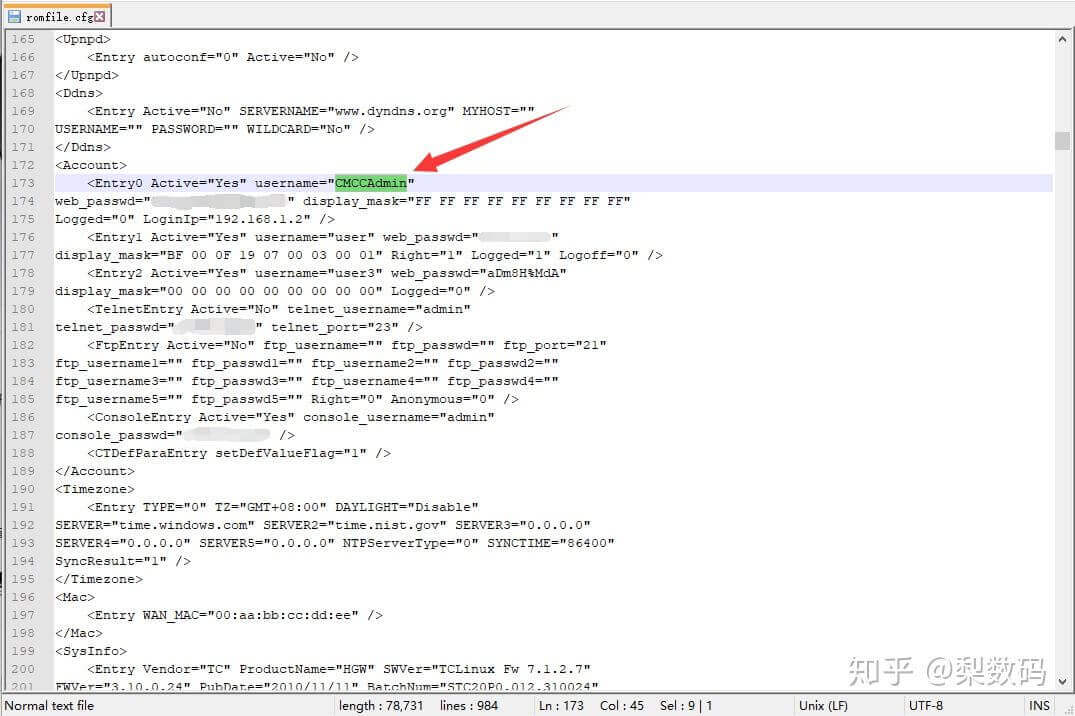 romfile.cfg
165 <Upnpd>
166 <Entry autoconf="0" Active="No" />
167 </Upnpd>
168 <Ddns>
169 <Entry Active="No" SERVERNAME="www.dyndns.org" MYHOST=""
170 USERNAME="" PASSWORD="" WILDCARD="No" />
171 </Ddns>
172 <Account>
173 <Entry0 Active="Yes" username="CMCCAdmin"
174 web_passwd=" " display_mask="FF FF FF FF FF FF FF FF FF"
175 Logged="0" LoginIp="192.168.1.2" />
176 <Entry1 Active="Yes" username="user" web_passwd=" "
177 display_mask="BF 00 0F 19 07 00 03 00 01" Right="1" Logged="1" Logoff="0" />
178 <Entry2 Active="Yes" username="user3" web_passwd="aDm8H%MdA"
179 display_mask="00 00 00 00 00 00 00 00 00" Logged="0" />
180 <TelnetEntry Active="No" telnet_username="admin"
181 telnet_passwd=" " telnet_port="23" />
182 <FtpEntry Active="No" ftp_username="" ftp_passwd="" ftp_port="21"
183 ftp_username1="" ftp_passwd1="" ftp_username2="" ftp_passwd2=""
184 ftp_username3="" ftp_passwd3="" ftp_username4="" ftp_passwd4=""
185 ftp_username5="" ftp_passwd5="" Right="0" Anonymous="0" />
186 <ConsoleEntry Active="Yes" console_username="admin"
187 console_passwd=" />
188 <CTDefParaEntry setDefValueFlag="1" />
189 </Account>
190 <Timezone>
191 <Entry TYPE="0" TZ="GMT+08:00" DAYLIGHT="Disable"
192 SERVER="time.windows.com" SERVER2="time.nist.gov" SERVER3="0.0.0.0"
193 SERVER4="0.0.0.0" SERVER5="0.0.0.0" NTPServerType="0" SYNCTIME="86400"
194 SyncResult="1" />
195 </Timezone>
196 <Mac>
197 <Entry WAN_MAC="00:aa:bb:cc:dd:ee" />
198 </Mac>
199 <SysInfo>
200 <Entry Vendor="TC" ProductName="HGW" SWVer="TCLinux Fw 7.1.2.7"
201 FWVer="3.10.0.24" PubDate="2010/11/11" BatchNum="STC20P0.012.310024"
知乎 @梨数码
Normal text file length : 78,731 lines : 984 Ln : 173 Col : 45 Sel : 9 | 1 Unix (LF) UTF-8 INS